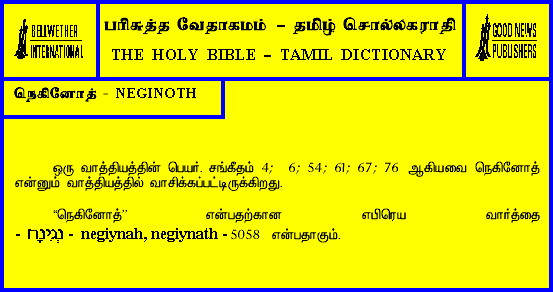 BELLWETHER
INTERNATIONAL
பரிசுத்த வேதாகமம் – தமிழ் சொல்லகராதி
THE HOLY BIBLE – TAMIL DICTIONARY
GOOD NEWS
PUBLISHERS
நெகினோத் - NEGINOTH
ஒரு வாத்தியத்தின் பெயர். சங்கீதம் 4; 6; 54; 61; 67; 76 ஆகியவை நெகினோத்
என்னும் வாத்தியத்தில் வாசிக்கப்பட்டிருக்கிறது.
“நெகினோத்” என்பதற்கான எபிரெய வார்த்தை
- נְגִינָה - negiynah, negiynath - 5058 என்பதாகும்.